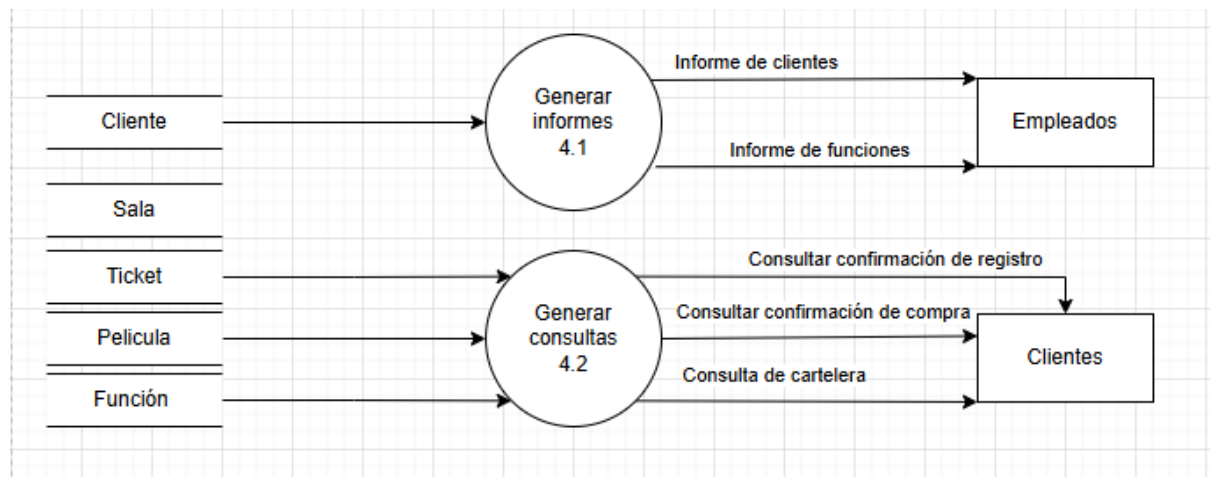 Informe de clientes
Generar
informes
4.1
Cliente
Empleados
Informe de funciones
Sala
Consultar confirmación de registro
Ticket
Generar
consultas
4.2
Consultar confirmación de compra
Pelicula
Clientes
Consulta de cartelera
Función